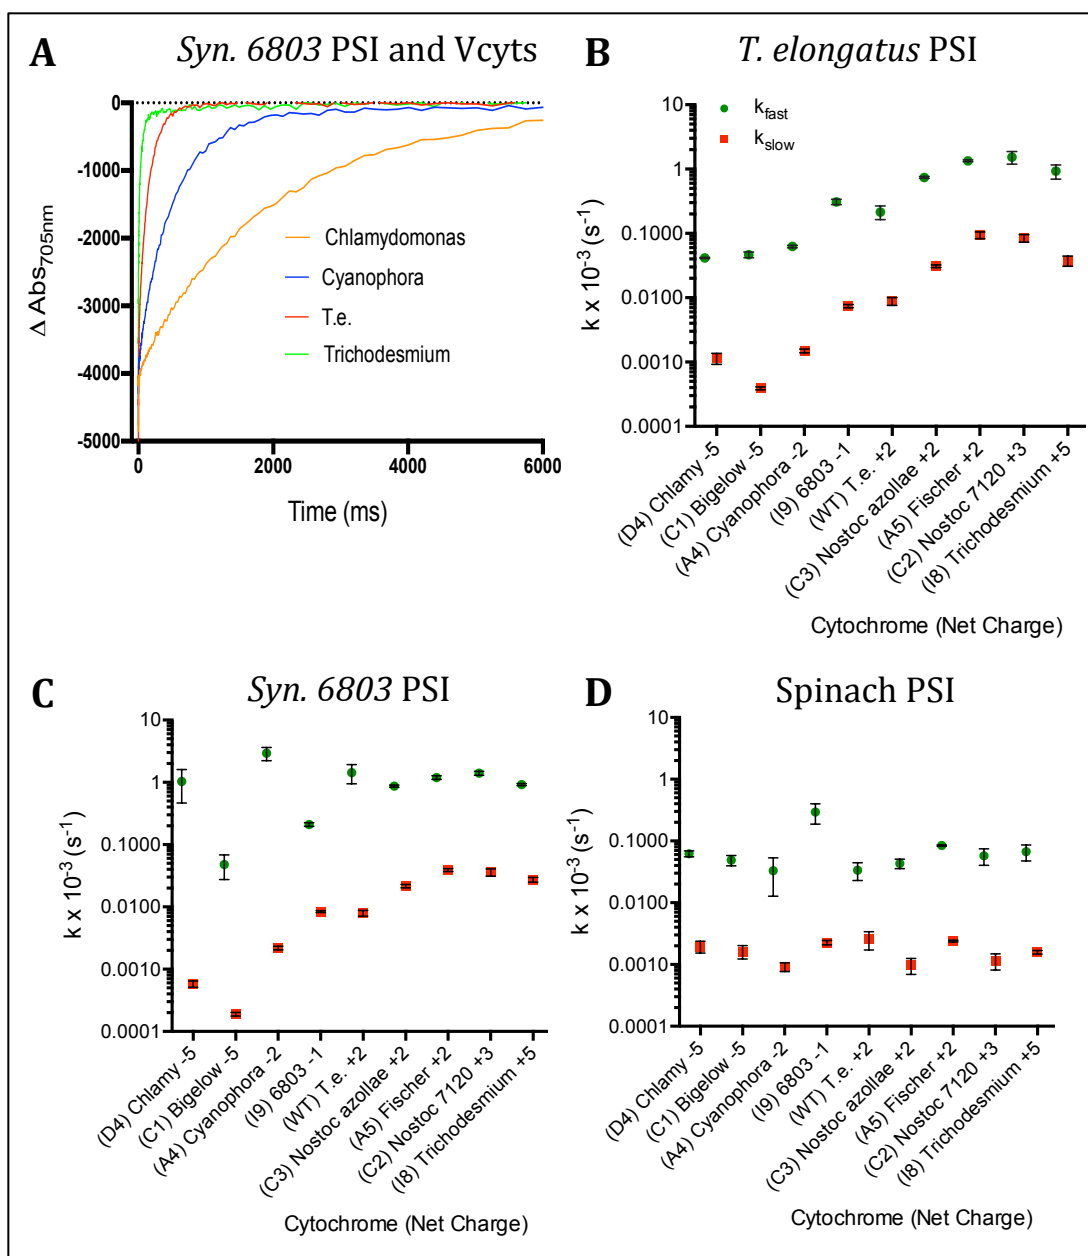 A
Syn. 6803 PSI and Vcyts
0
-1000
-2000
-3000
-4000
-5000
Δ Abs705nm
Chlamydomonas
Cyanophora
T.e.
Trichodesmium
0
2000
4000
6000
Time (ms)
B
T. elongatus PSI
kfast
kslow
10
1
0.1000
0.0100
0.0010
0.0001
k x 10-3 (s-1)
(D4) Chlamy -5
(C1) Bigelow -5
(A4) Cyanophora -2
(I9) 6803 -1
(WT) T.e. +2
(C3) Nostoc azollae +2
(A5) Fischer +2
(C2) Nostoc 7120 +3
(I8) Trichodesmium +5
Cytochrome (Net Charge)
C
Syn. 6803 PSI
10
1
0.1000
0.0100
0.0010
0.0001
k x 10-3 (s-1)
(D4) Chlamy -5
(C1) Bigelow -5
(A4) Cyanophora -2
(I9) 6803 -1
(WT) T.e. +2
(C3) Nostoc azollae +2
(A5) Fischer +2
(C2) Nostoc 7120 +3
(I8) Trichodesmium +5
Cytochrome (Net Charge)
D
Spinach PSI
10
1
0.1000
0.0100
0.0010
0.0001
k x 10-3 (s-1)
(D4) Chlamy -5
(C1) Bigelow -5
(A4) Cyanophora -2
(I9) 6803 -1
(WT) T.e. +2
(C3) Nostoc azollae +2
(A5) Fischer +2
(C2) Nostoc 7120 +3
(I8) Trichodesmium +5
Cytochrome (Net Charge)